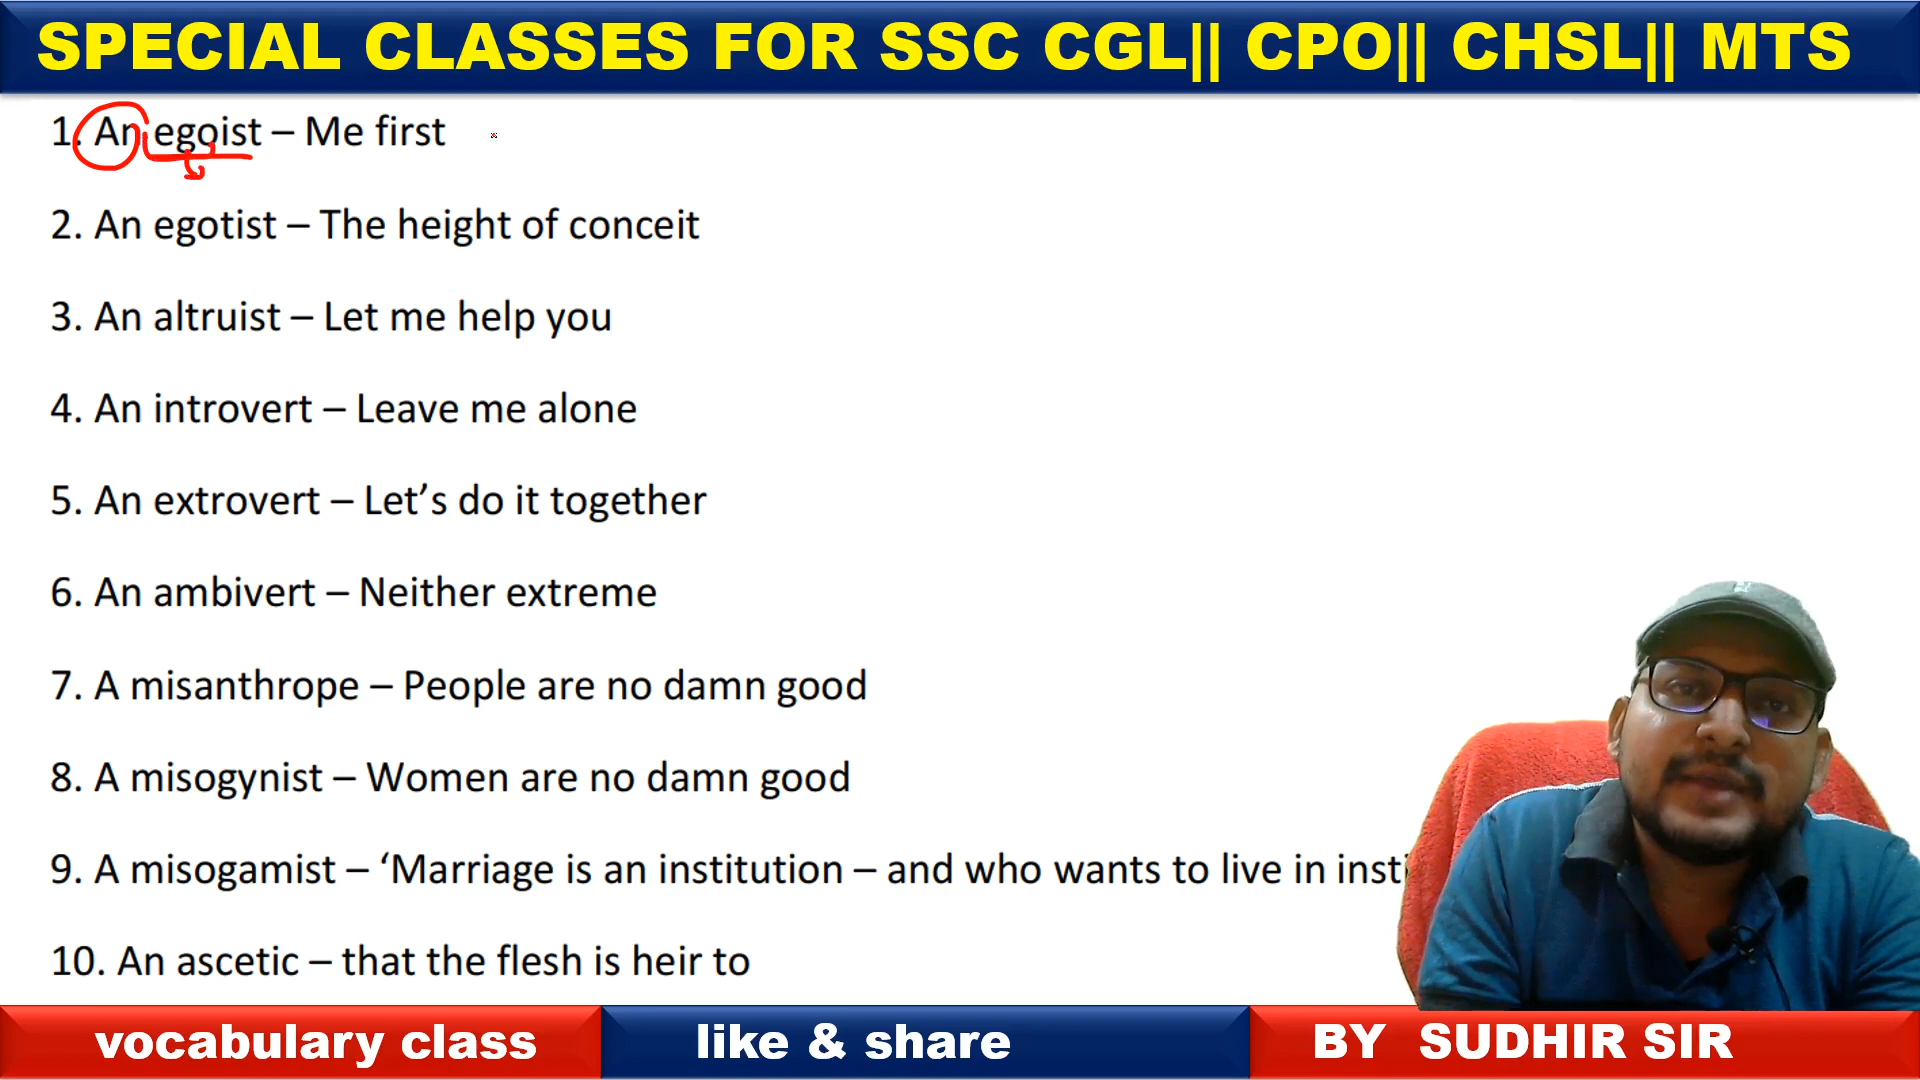 SPECIAL CLASSES FOR SSC CGL|| CPO|| CHSL|| MTS
1. An egoist – Me first
2. An egotist – The height of conceit
3. An altruist – Let me help you
4. An introvert – Leave me alone
5. An extrovert – Let’s do it together
6. An ambivert – Neither extreme
7. A misanthrope – People are no damn good
8. A misogynist – Women are no damn good
9. A misogamist – ‘Marriage is an institution – and who wants to live in
10. An ascetic – that the flesh is heir to
vocabulary class like & share BY SUDHIR SIR